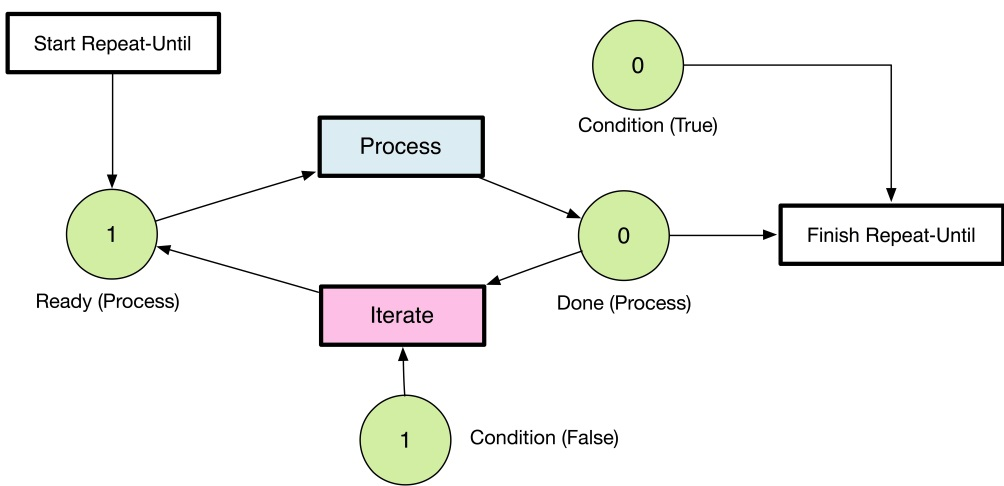 Start Repeat-Until
0
Condition (True)
Process
1
Ready (Process)
0
Done (Process)
Finish Repeat-Until
Iterate
1
Condition (False)